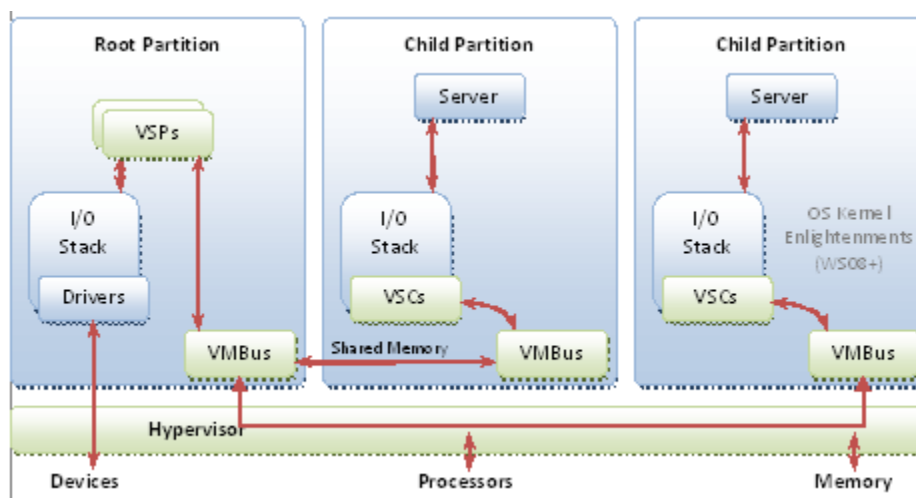 Root Partition
Child Partition
Child Partition
VSPs
Server
Server
I/O
Stack
Drivers
I/O
Stack
VSCs
I/O
Stack
VSCs
OS Kernel
Enlightenments
(WS08+)
VMBus
Shared Memory
VMBus
VMBus
Hypervisor
Devices
Processors
Memory